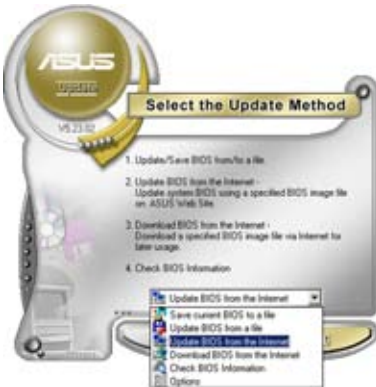 ASUS
Update
V5.23.02
Select the Update Method
1. Update/Save BIOS from/to a file
2. Update BIOS from the Internet -
Update system BIOS using a specified BIOS image file
on ASUS Web Site.
3. Download BIOS from the Internet -
Download a specified BIOS image file via Internet for
later usage.
4. Check BIOS Information
Update BIOS from the Internet
Save current BIOS to a file
Update BIOS from a file
Update BIOS from the Internet
Download BIOS from the Internet
Check BIOS Information
Options